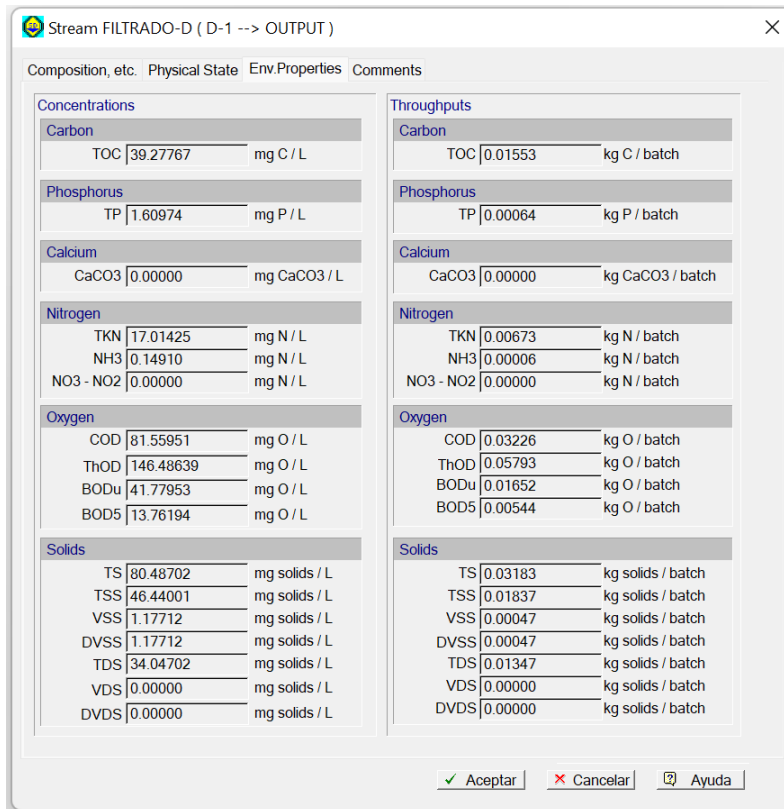 Stream FILTRADO-D ( D-1 --> OUTPUT )
Composition, etc. Physical State Env.Properties Comments
Concentrations
Carbon
TOC 39.27767 mg C / L
Phosphorus
TP 1.60974 mg P / L
Calcium
CaCO3 0.00000 mg CaCO3 / L
Nitrogen
TKN 17.01425 mg N / L
NH3 0.14910 mg N / L
NO3 - NO2 0.00000 mg N / L
Oxygen
COD 81.55951 mg O / L
ThOD 146.48639 mg O / L
BODu 41.77953 mg O / L
BOD5 13.76194 mg O / L
Solids
TS 80.48702 mg solids / L
TSS 46.44001 mg solids / L
VSS 1.17712 mg solids / L
DVSS 1.17712 mg solids / L
TDS 34.04702 mg solids / L
VDS 0.00000 mg solids / L
DVDS 0.00000 mg solids / L
Throughputs
Carbon
TOC 0.01553 kg C / batch
Phosphorus
TP 0.00064 kg P / batch
Calcium
CaCO3 0.00000 kg CaCO3 / batch
Nitrogen
TKN 0.00673 kg N / batch
NH3 0.00006 kg N / batch
NO3 - NO2 0.00000 kg N / batch
Oxygen
COD 0.03226 kg O / batch
ThOD 0.05793 kg O / batch
BODu 0.01652 kg O / batch
BOD5 0.00544 kg O / batch
Solids
TS 0.03183 kg solids / batch
TSS 0.01837 kg solids / batch
VSS 0.00047 kg solids / batch
DVSS 0.00047 kg solids / batch
TDS 0.01347 kg solids / batch
VDS 0.00000 kg solids / batch
DVDS 0.00000 kg solids / batch
Aceptar Cancelar Ayuda